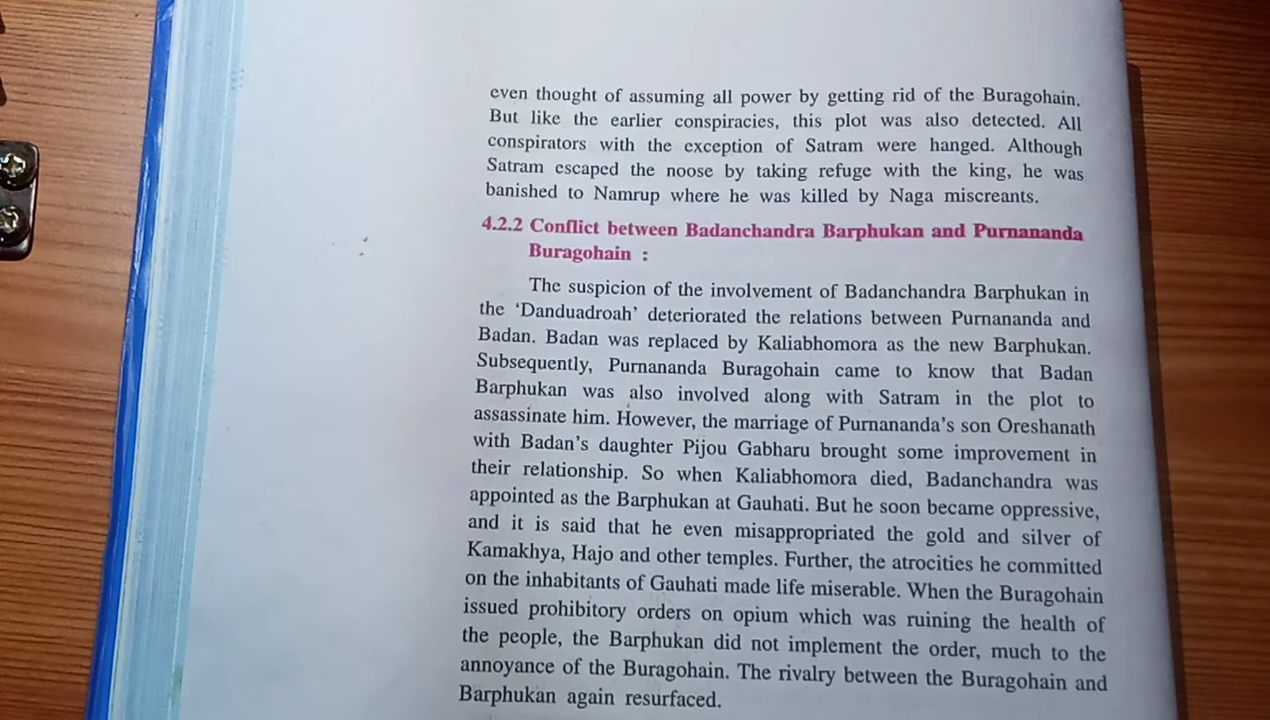 even thought of assuming all power by getting rid of the Buragohain.
But like the earlier conspiracies, this plot was also detected. All
conspirators with the exception of Satram were hanged. Although
Satram escaped the noose by taking refuge with the king, he was
banished to Namrup where he was killed by Naga miscreants.
4.2.2 Conflict between Badanchandra Barphukan and Purnananda
Buragohain :
The suspicion of the involvement of Badanchandra Barphukan in
the ‘Danduadroah’ deteriorated the relations between Purnananda and
Badan. Badan was replaced by Kaliabhomora as the new Barphukan.
Subsequently, Purnananda Buragohain came to know that Badan
Barphukan was also involved along with Satram in the plot to
assassinate him. However, the marriage of Purnananda’s son Oreshanath
with Badan’s daughter Pijou Gabharu brought some improvement in
their relationship. So when Kaliabhomora died, Badanchandra was
appointed as the Barphukan at Gauhati. But he soon became oppressive,
and it is said that he even misappropriated the gold and silver of
Kamakhya, Hajo and other temples. Further, the atrocities he committed
on the inhabitants of Gauhati made life miserable. When the Buragohain
issued prohibitory orders on opium which was ruining the health of
the people, the Barphukan did not implement the order, much to the
annoyance of the Buragohain. The rivalry between the Buragohain and
Barphukan again resurfaced.